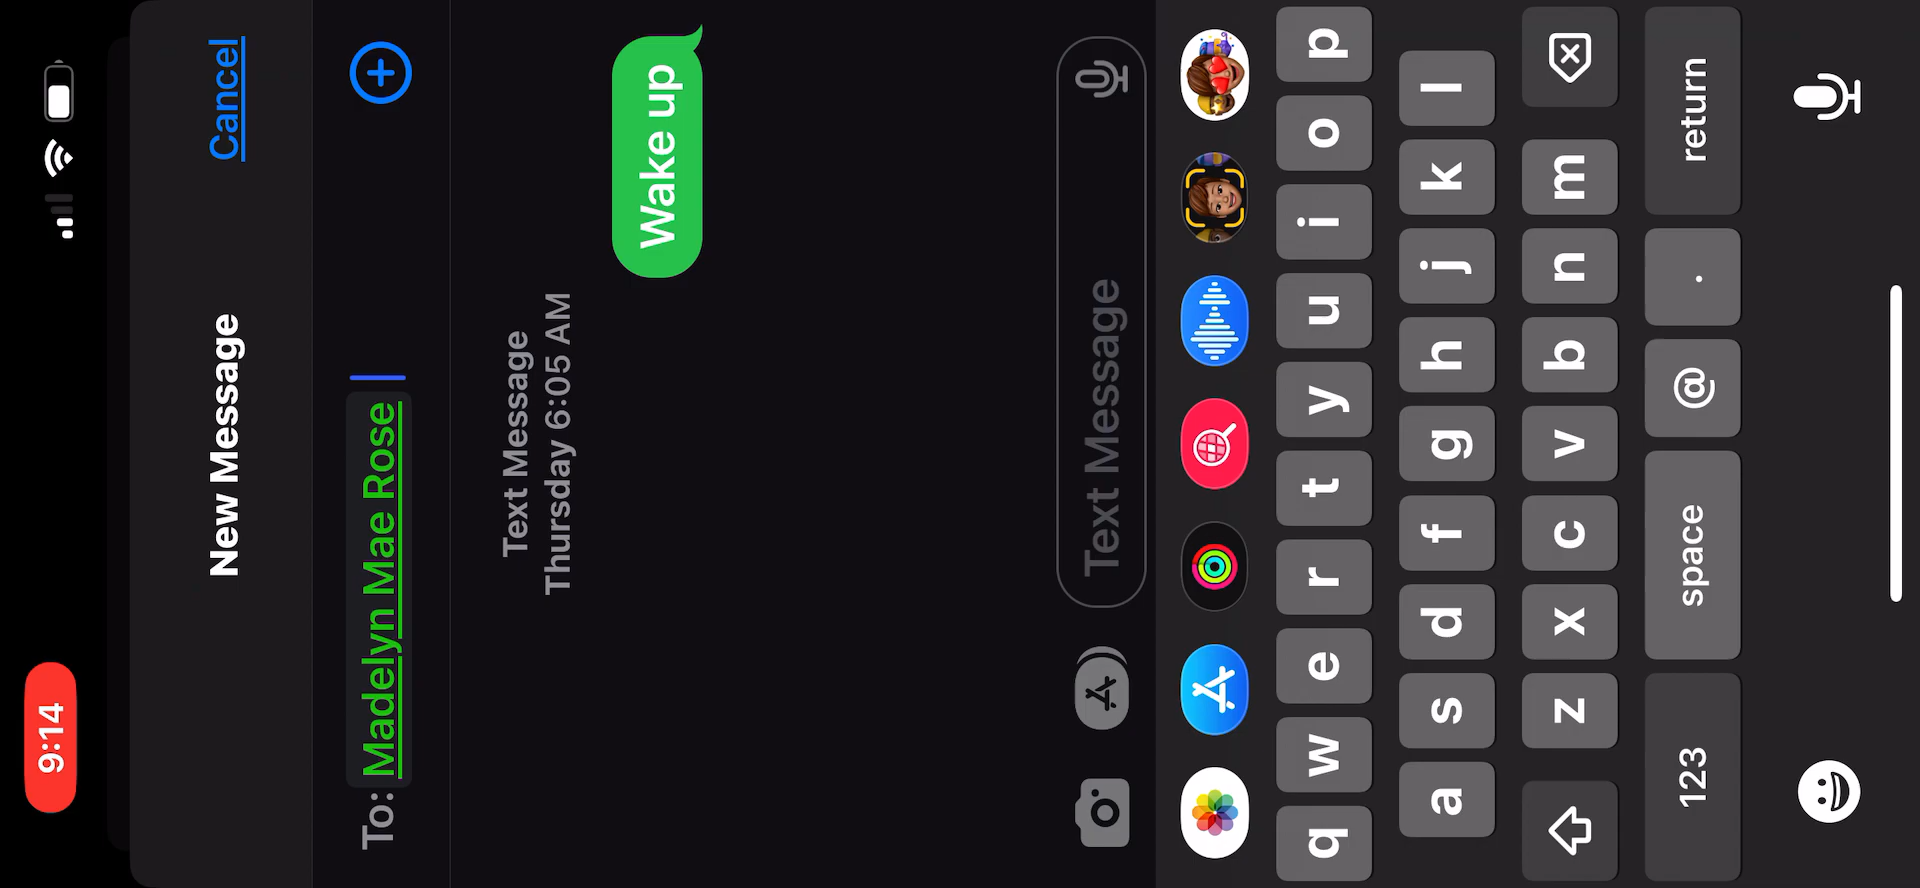 9:14
New Message
Cancel
To: Madelyn Mae Rose
Text Message
Thursday 6:05 AM
Wake up
Text Message
q w e r t y u i o p
a s d f g h j k l
z x c v b n m
123 space @ . return